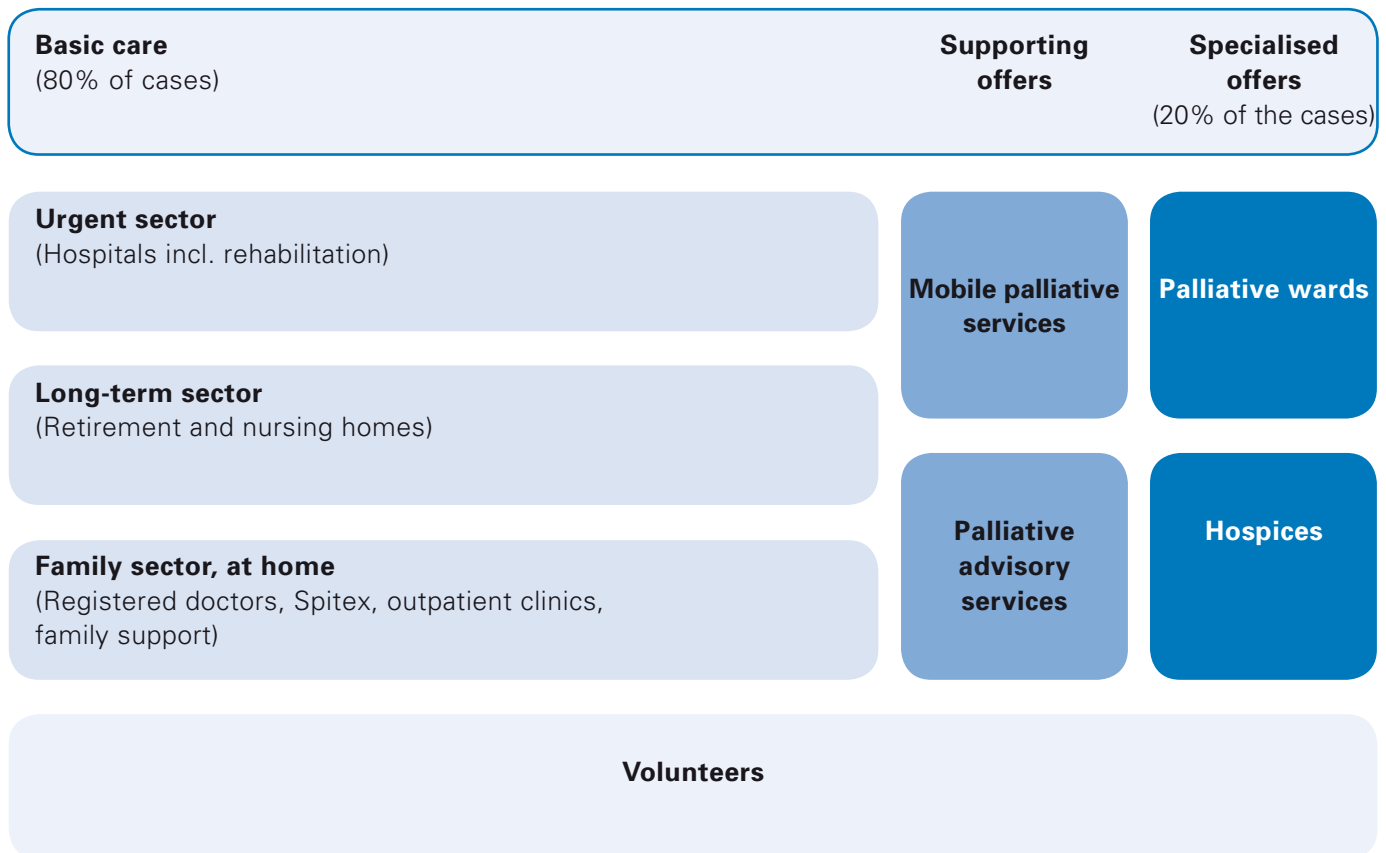 Basic care
(80% of cases)
Supporting
offers
Specialised
offers
(20% of the cases)
Urgent sector
(Hospitals incl. rehabilitation)
Long-term sector
(Retirement and nursing homes)
Family sector, at home
(Registered doctors, Spitex, outpatient clinics,
family support)
Mobile palliative
services
Palliative wards
Palliative
advisory
services
Hospices
Volunteers